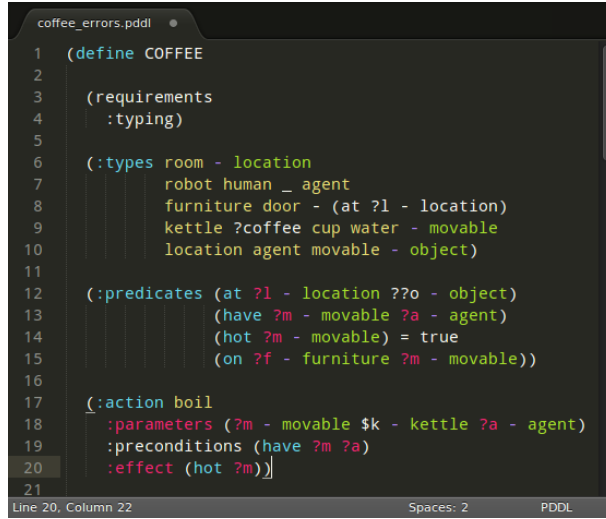 coffee_errors.pddl
1 (define COFFEE
2
3 (requirements
4 :typing)
5
6 (:types room - location
7 robot human _ agent
8 furniture door - (at ?l - location)
9 kettle ?coffee cup water - movable
10 location agent movable - object)
11
12 (:predicates (at ?l - location ??o - object)
13 (have ?m - movable ?a - agent)
14 (hot ?m - movable) = true
15 (on ?f - furniture ?m - movable))
16
17 (:action boil
18 :parameters (?m - movable $k - kettle ?a - agent)
19 :preconditions (have ?m ?a)
20 :effect (hot ?m))
21
Line 20, Column 22 Spaces: 2 PDDL